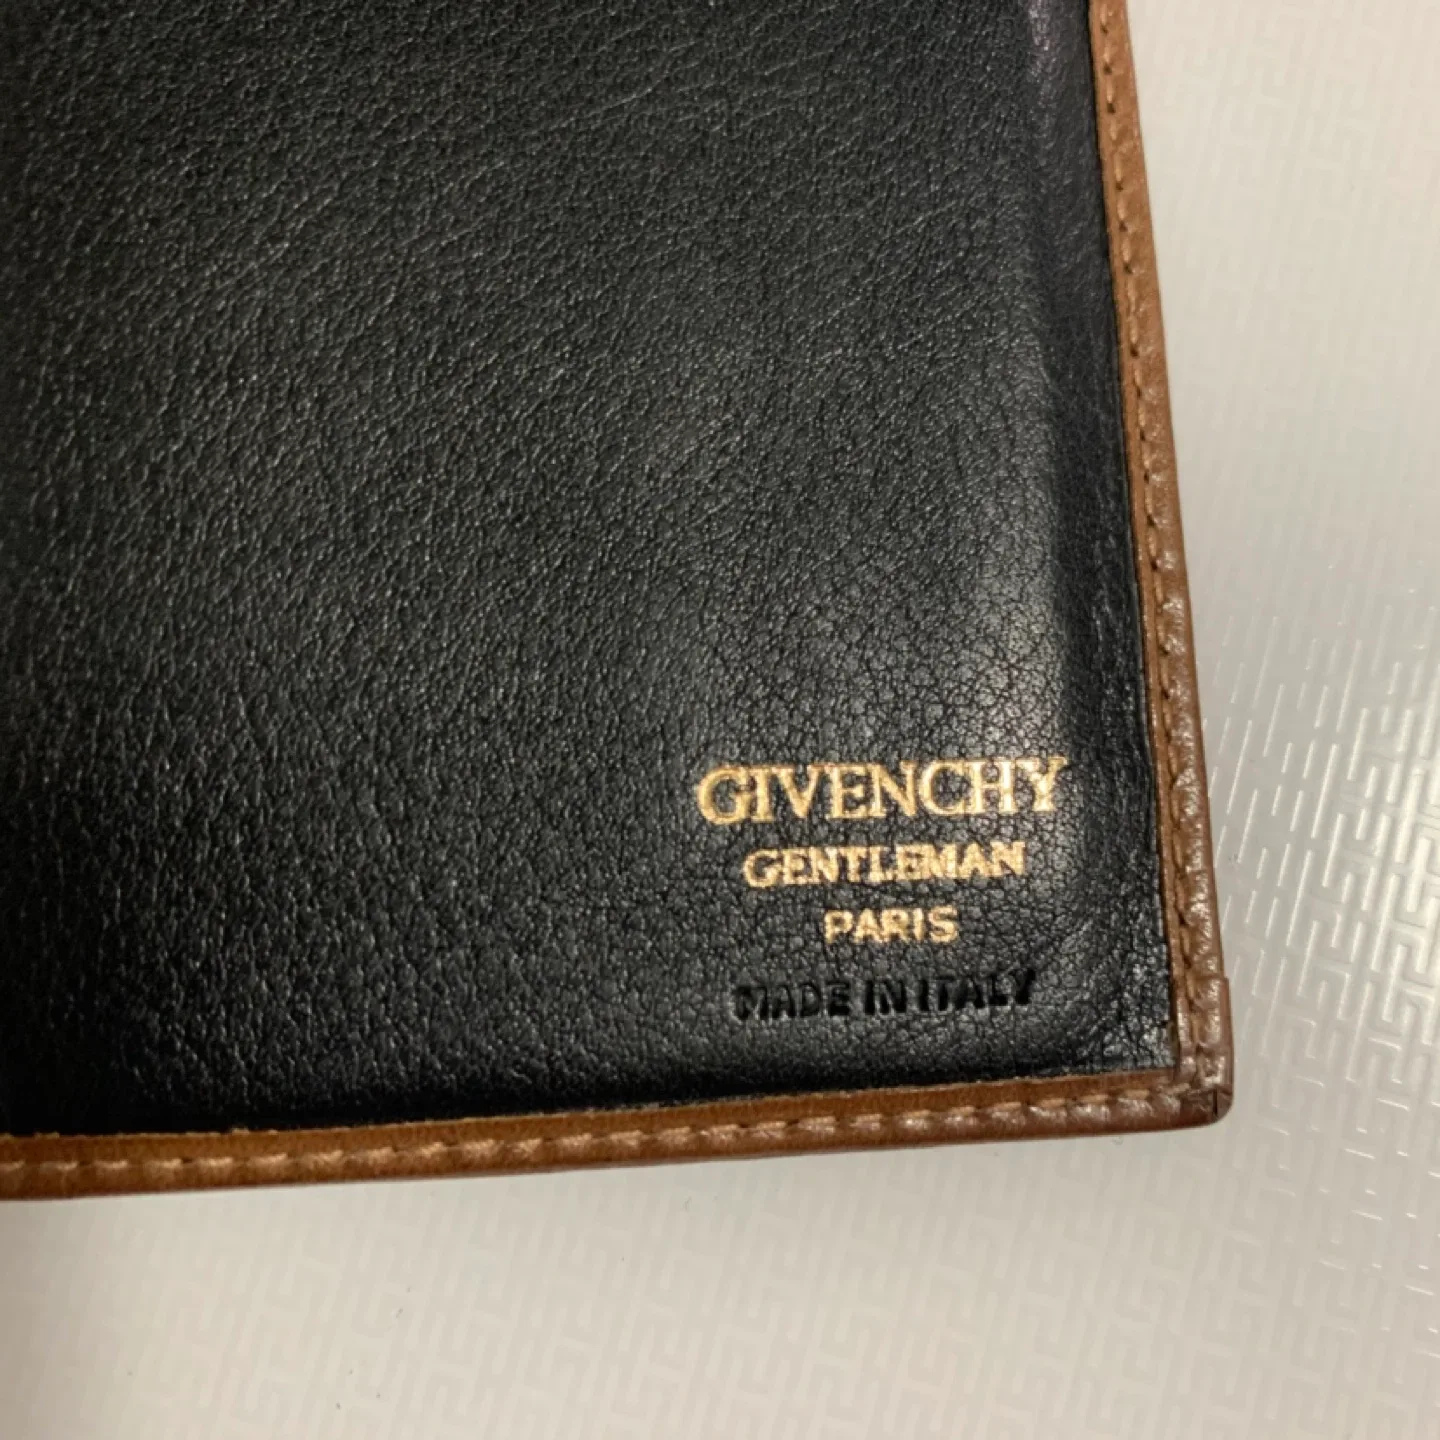 GIVENCHY
GENTLEMAN
PARIS
MADE IN ITALY